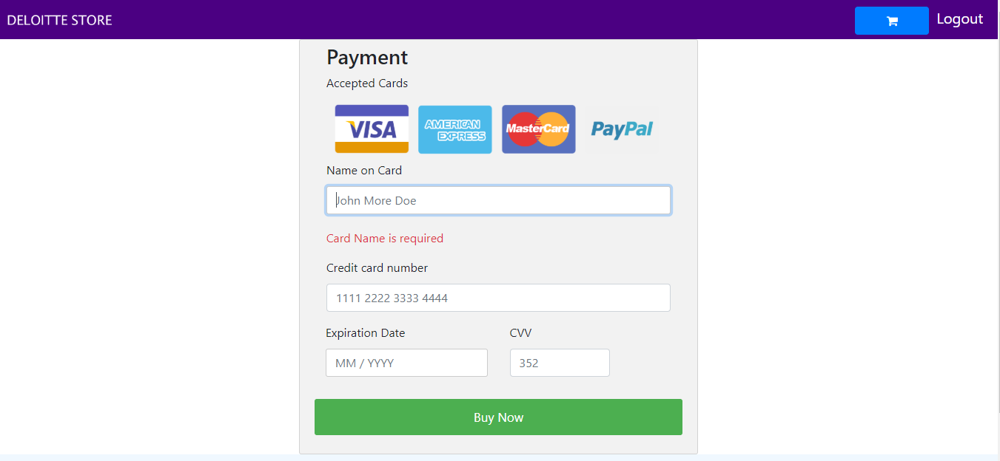 DELOITTE STORE
Logout
Payment
Accepted Cards
VISA
AMERICAN
EXPRESS
MasterCard
PayPal
Name on Card
John More Doe
Card Name is required
Credit card number
1111 2222 3333 4444
Expiration Date
CVV
MM / YYYY
352
Buy Now